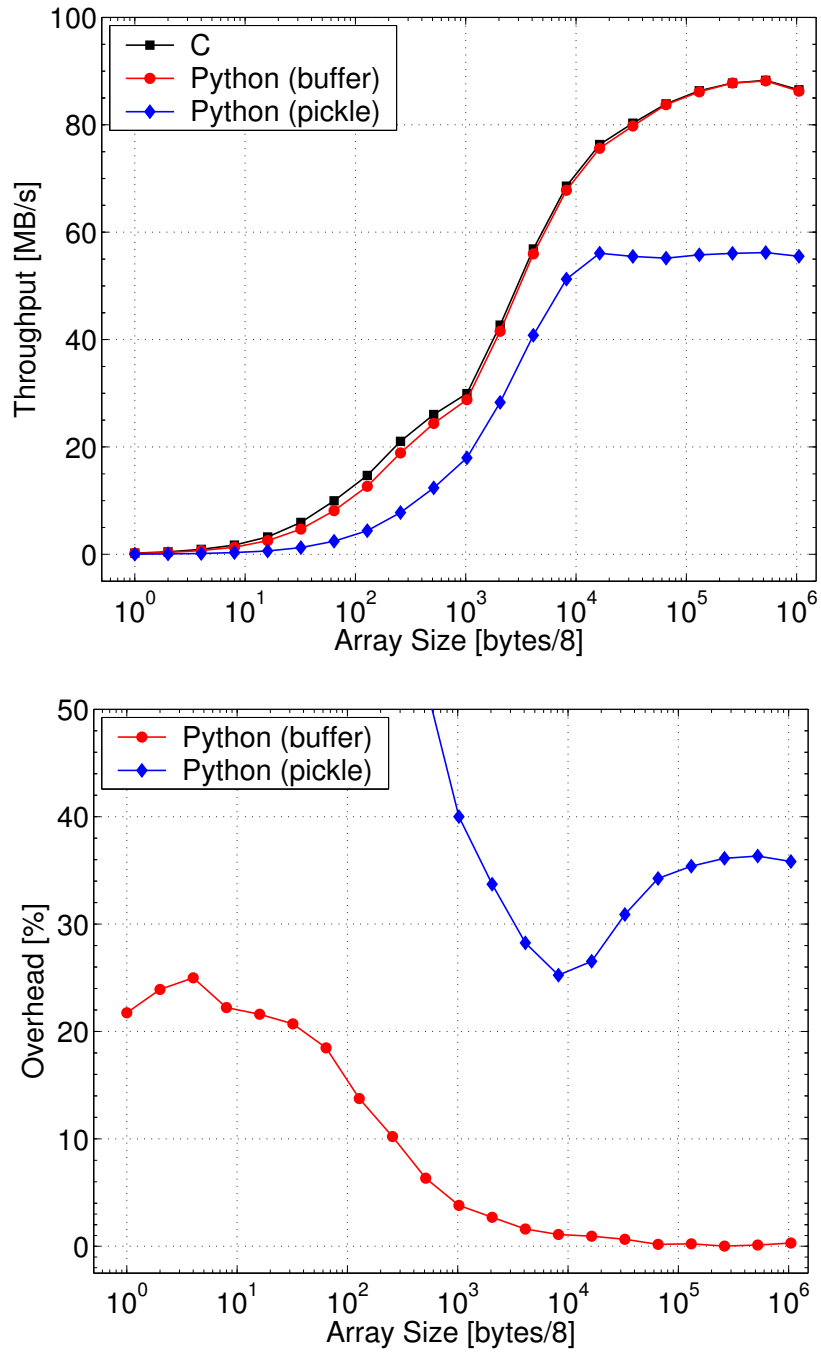 C
Python (buffer)
Python (pickle)
100
80
60
40
20
0
Throughput [MB/s]
10^0 10^1 10^2 10^3 10^4 10^5 10^6
Array Size [bytes/8]
Python (buffer)
Python (pickle)
50
40
30
20
10
0
Overhead [%]
10^0 10^1 10^2 10^3 10^4 10^5 10^6
Array Size [bytes/8]